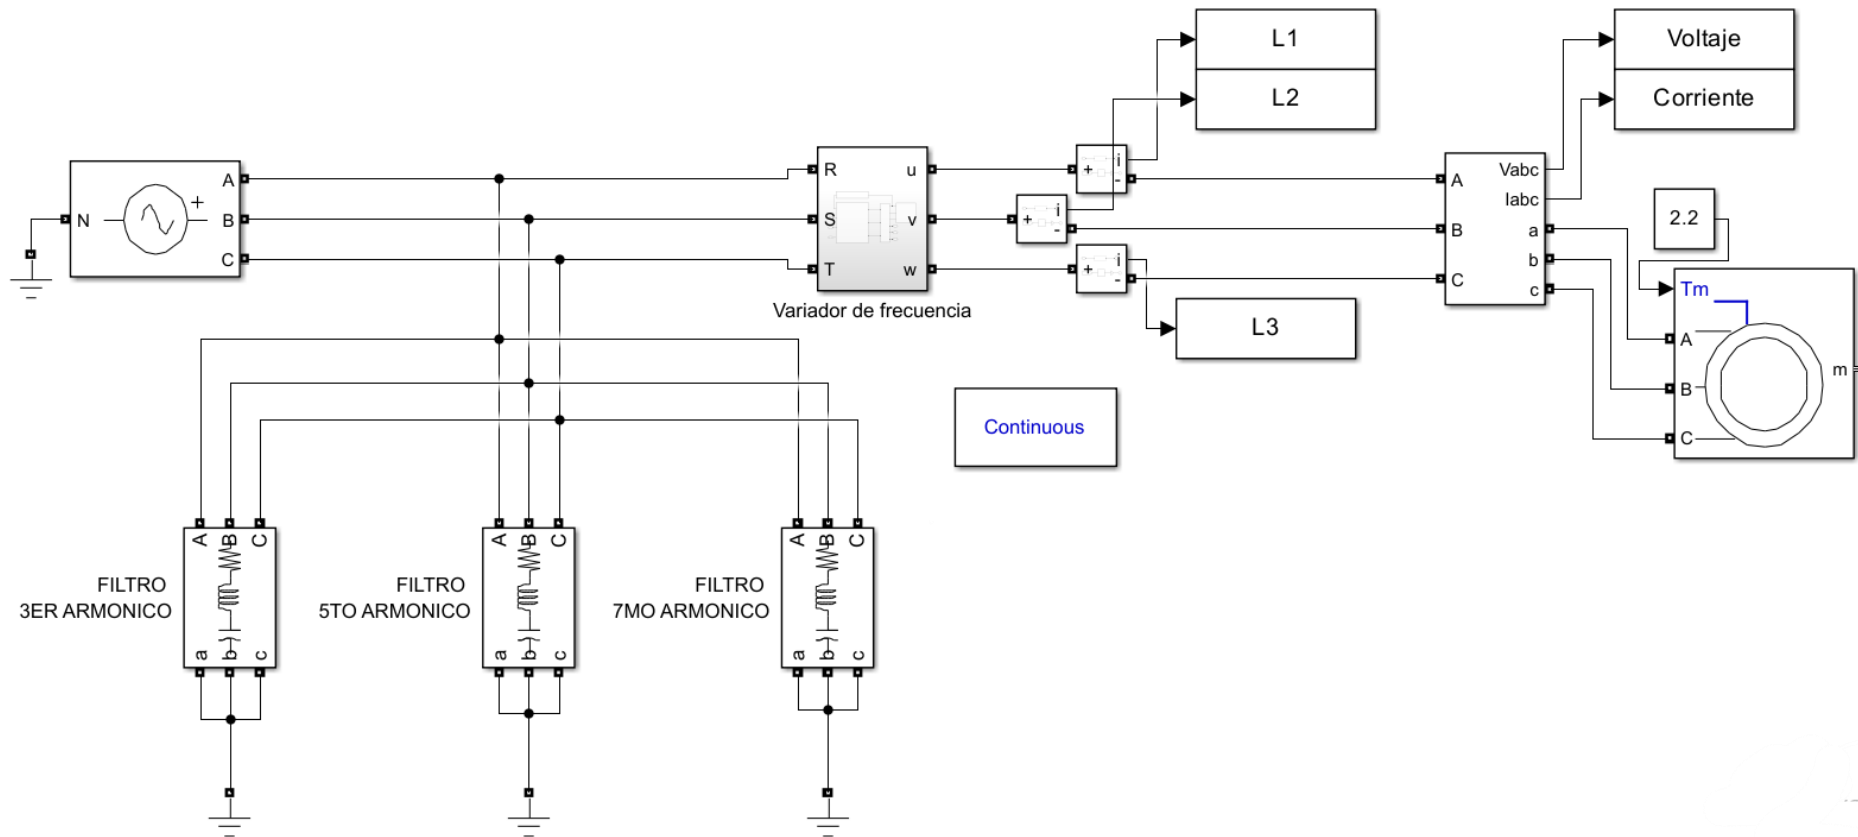 L1
L2
Voltaje
Corriente
N
+
A
B
C
R
S
T
u
v
w
Variador de frecuencia
+
i
-
+
i
-
+
i
-
L3
A
B
C
Vabc
Iabc
a
b
c
2.2
Tm
A
B
C
m
Continuous
A
B
C
FILTRO
3ER ARMONICO
a
b
c
A
B
C
FILTRO
5TO ARMONICO
a
b
c
A
B
C
FILTRO
7MO ARMONICO
a
b
c